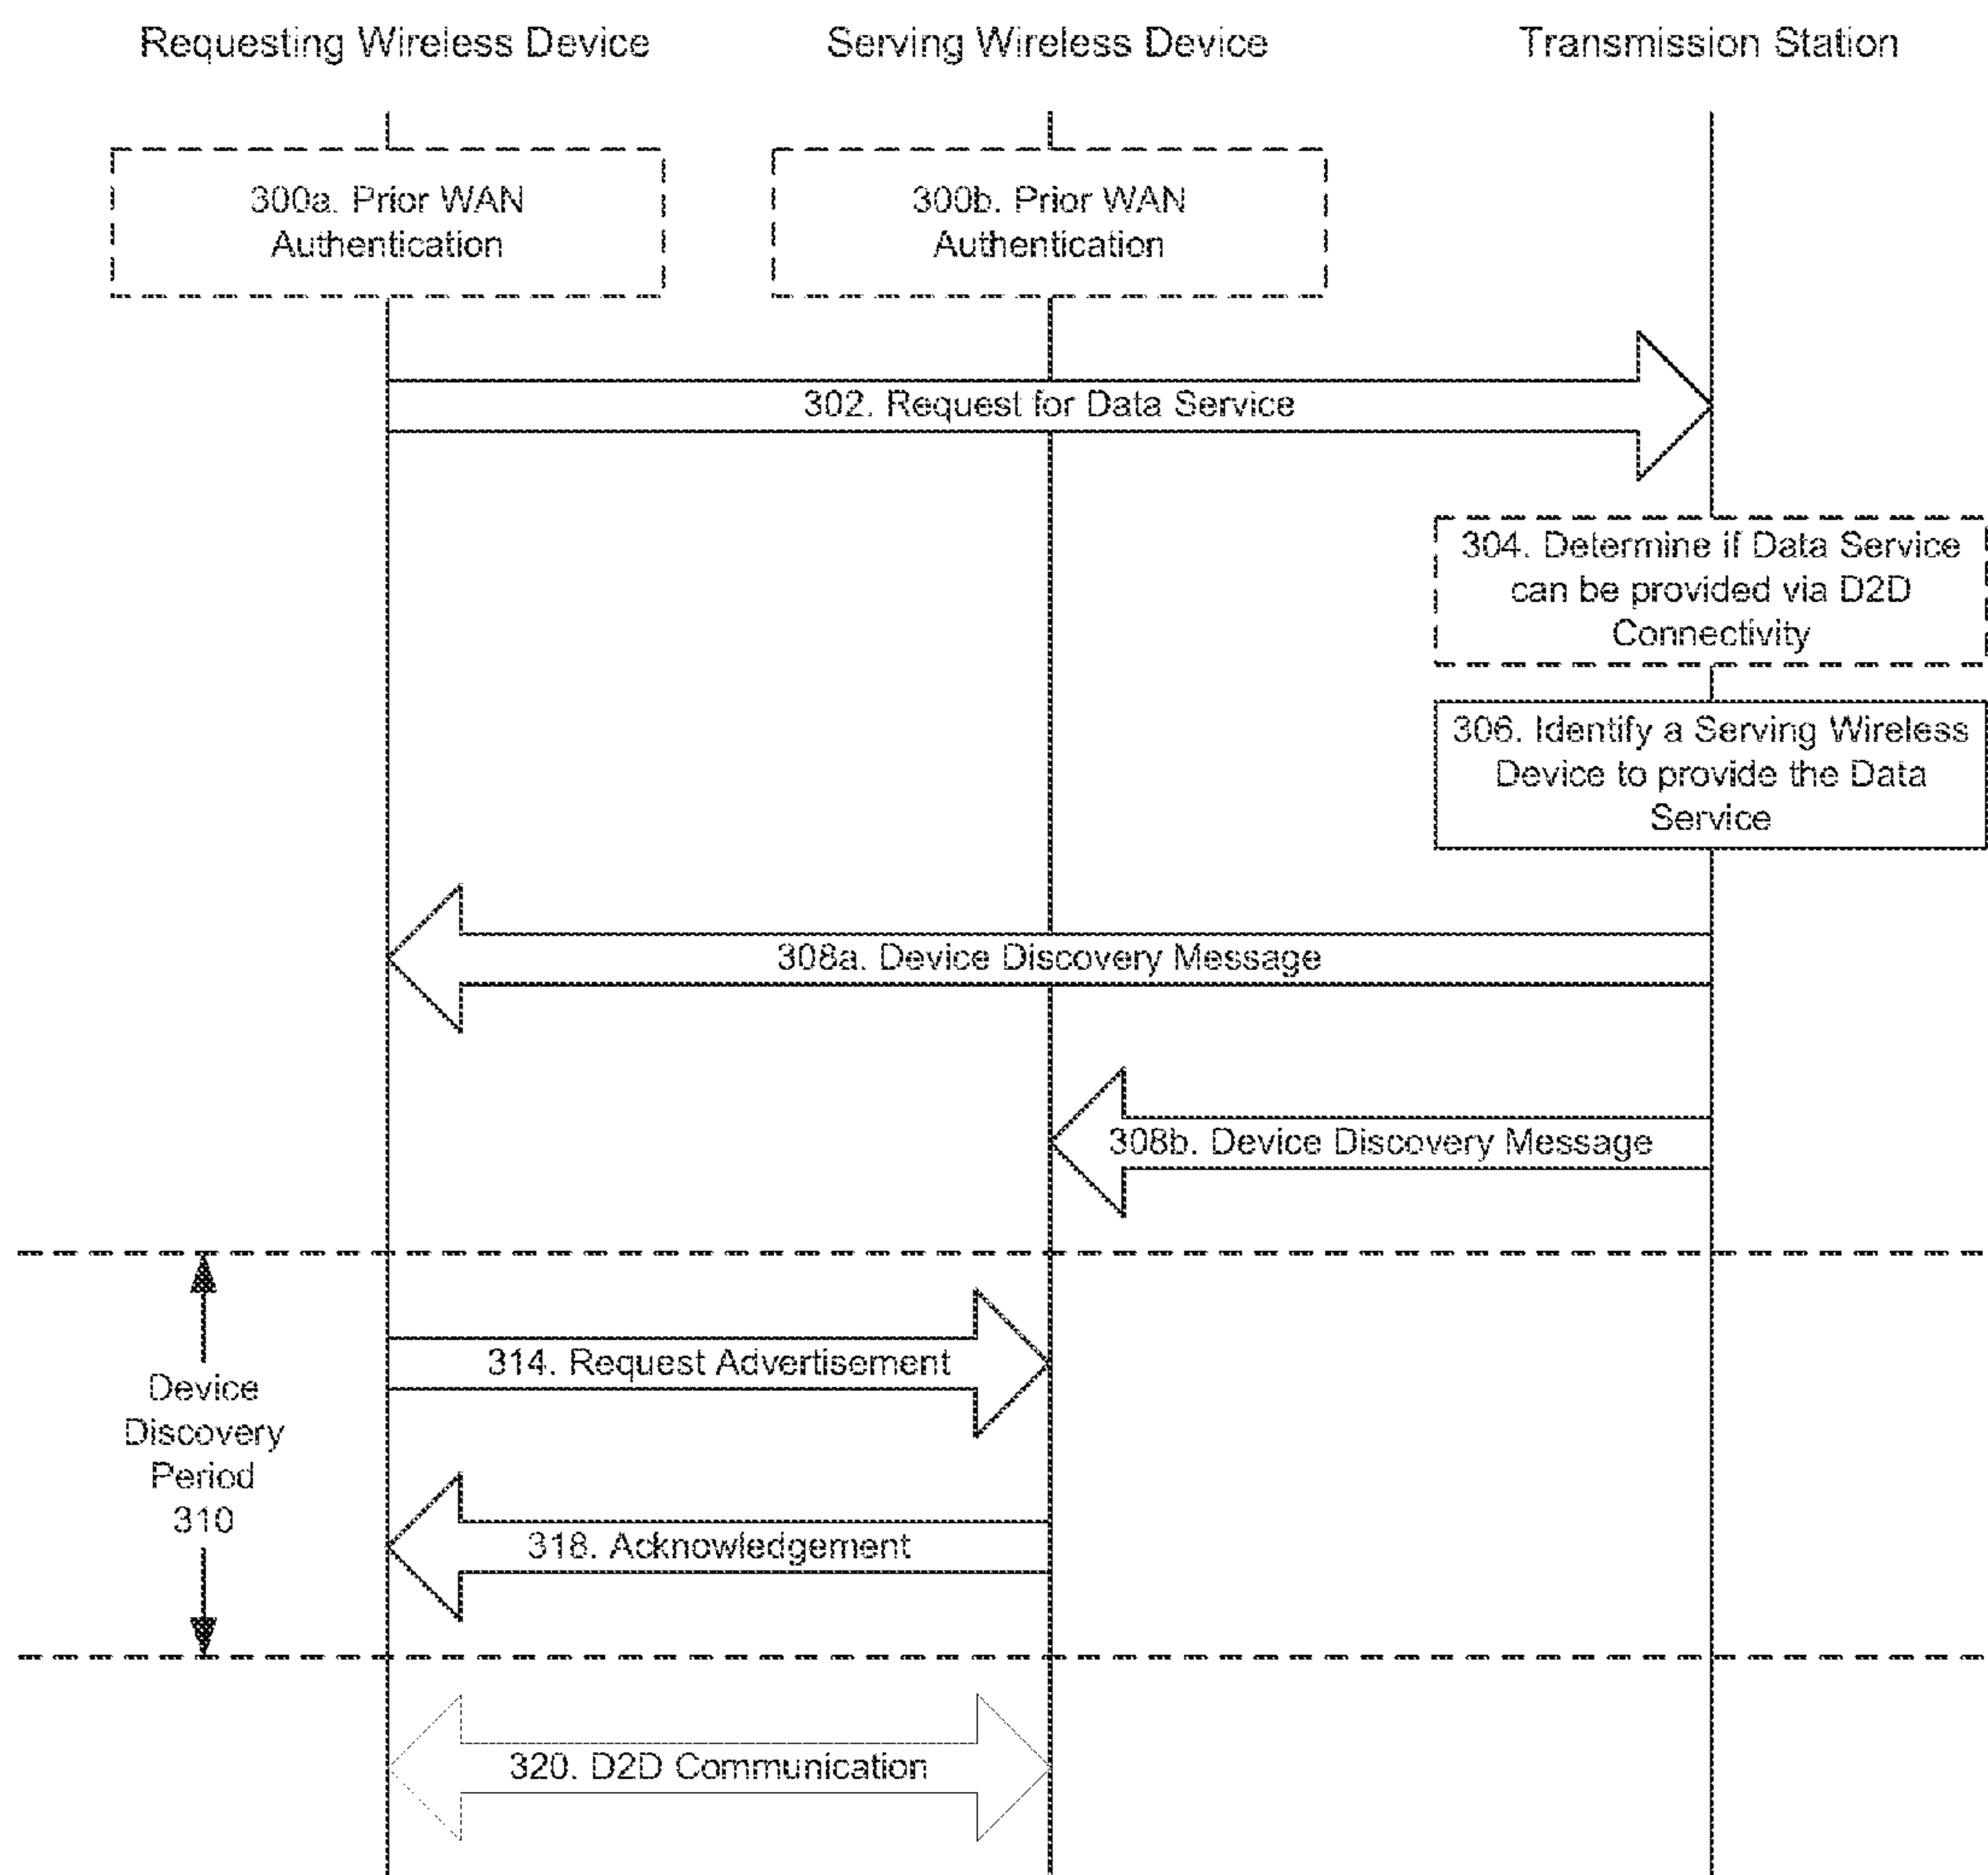 Requesting Wireless Device
Serving Wireless Device
Transmission Station
300a. Prior WAN
Authentication
300b. Prior WAN
Authentication
302. Request for Data Service
304. Determine if Data Service
can be provided via D2D
Connectivity
306. Identify a Serving Wireless
Device to provide the Data
Service
308a. Device Discovery Message
308b. Device Discovery Message
314. Request Advertisement
Device
Discovery
Period
310
318. Acknowledgement
320. D2D Communication